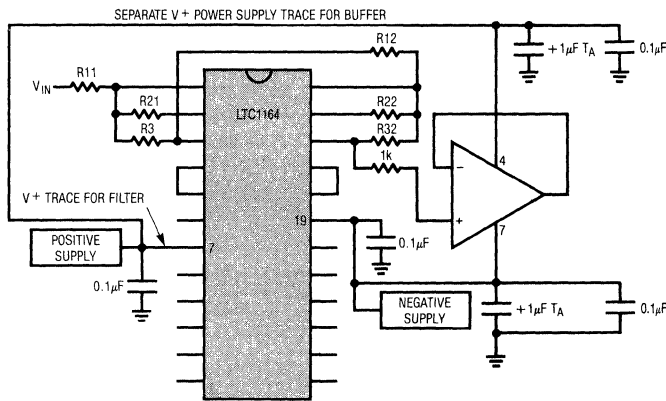 SEPARATE V+ POWER SUPPLY TRACE FOR BUFFER
R12
+ 1µF TA
0.1µF
VIN
R11
LTC1164
R21
R22
R3
R32
1k
4
−
+
7
V+ TRACE FOR FILTER
19
POSITIVE
SUPPLY
7
0.1µF
0.1µF
NEGATIVE
SUPPLY
+ 1µF TA
0.1µF